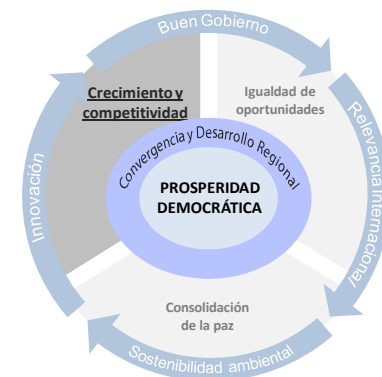 Buen Gobierno
Crecimiento y
competitividad
Igualdad de
oportunidades
Relevancia Internacional
Innovación
Convergencia y Desarrollo Regional
PROSPERIDAD
DEMOCRÁTICA
Consolidación
de la paz
Sostenibilidad ambiental